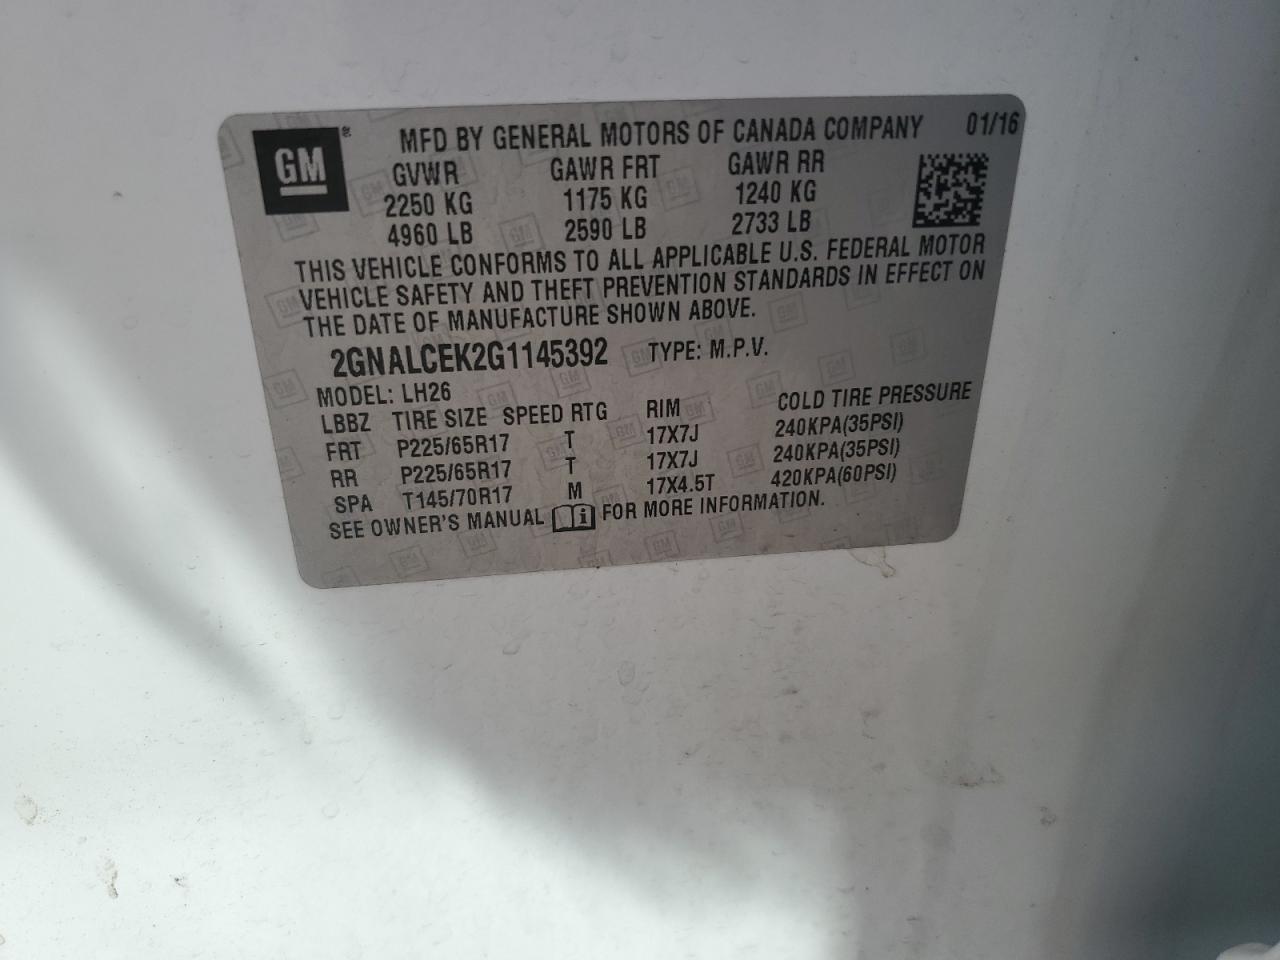 GM ® MFD BY GENERAL MOTORS OF CANADA COMPANY 01/16
GVWR GAWR FRT GAWR RR
2250 KG 1175 KG 1240 KG
4960 LB 2590 LB 2733 LB
THIS VEHICLE CONFORMS TO ALL APPLICABLE U.S. FEDERAL MOTOR
VEHICLE SAFETY AND THEFT PREVENTION STANDARDS IN EFFECT ON
THE DATE OF MANUFACTURE SHOWN ABOVE.
2GNALCEK2G1145392 TYPE: M.P.V.
MODEL: LH26
LBBZ TIRE SIZE SPEED RTG RIM COLD TIRE PRESSURE
FRT P225/65R17 T 17X7J 240KPA(35PSI)
RR P225/65R17 T 17X7J 240KPA(35PSI)
SPA T145/70R17 M 17X4.5T 420KPA(60PSI)
SEE OWNER'S MANUAL i FOR MORE INFORMATION.